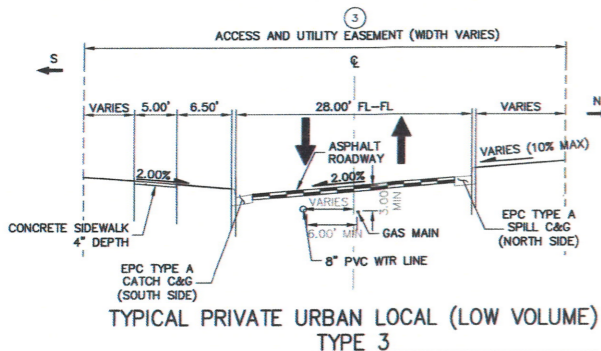 3
ACCESS AND UTILITY EASEMENT (WIDTH VARIES)
S
℄
N
VARIES
5.00'
6.50'
28.00' FL-FL
VARIES
2.00%
ASPHALT
ROADWAY
2.00%
VARIES (10% MAX)
CONCRETE SIDEWALK
4" DEPTH
VARIES
3.00'
MIN
6.00' MIN
GAS MAIN
8" PVC WTR LINE
EPC TYPE A
CATCH C&G
(SOUTH SIDE)
EPC TYPE A
SPILL C&G
(NORTH SIDE)
TYPICAL PRIVATE URBAN LOCAL (LOW VOLUME)
TYPE 3